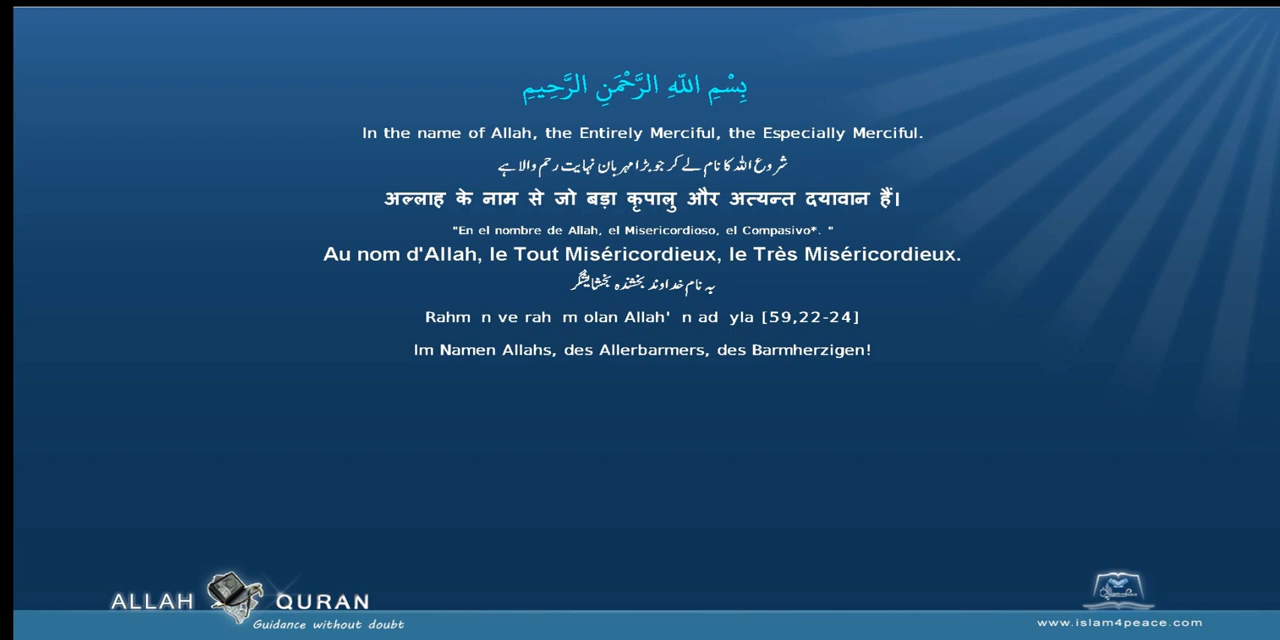 بِسْمِ اللّهِ الرَّحْمَنِ الرَّحِيمِ
In the name of Allah, the Entirely Merciful, the Especially Merciful.
شروع اللہ کا نام لے کر جو بڑا مہربان نہایت رحم والا ہے
अल्लाह के नाम से जो बड़ा कृपालु और अत्यन्त दयावान हैं।
"En el nombre de Allah, el Misericordioso, el Compasivo*. "
Au nom d'Allah, le Tout Miséricordieux, le Très Miséricordieux.
به نام خداوند بخشنده بخشایشگر
Rahm n ve rah m olan Allah' n ad yla [59,22-24]
Im Namen Allahs, des Allerbarmers, des Barmherzigen!
ALLAH QURAN
Guidance without doubt
www.islam4peace.com